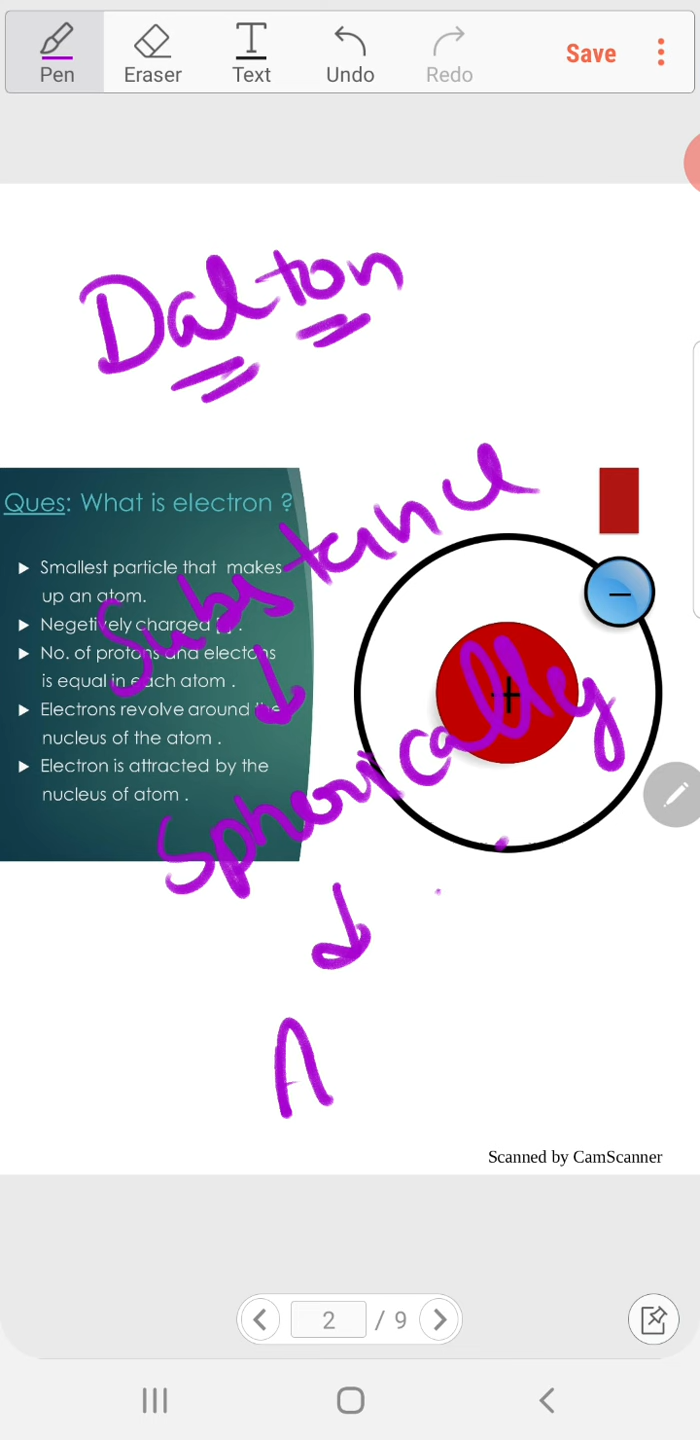 Pen Eraser Text Undo Redo Save
Dalton
Substance
Ques: What is electron ?
Smallest particle that makes
up an atom.
Negetively charged
No. of protons and electons
is equal in each atom .
Electrons revolve around the
nucleus of the atom .
Electron is attracted by the
nucleus of atom .
−
+
Spherically
A
Scanned by CamScanner
2 / 9